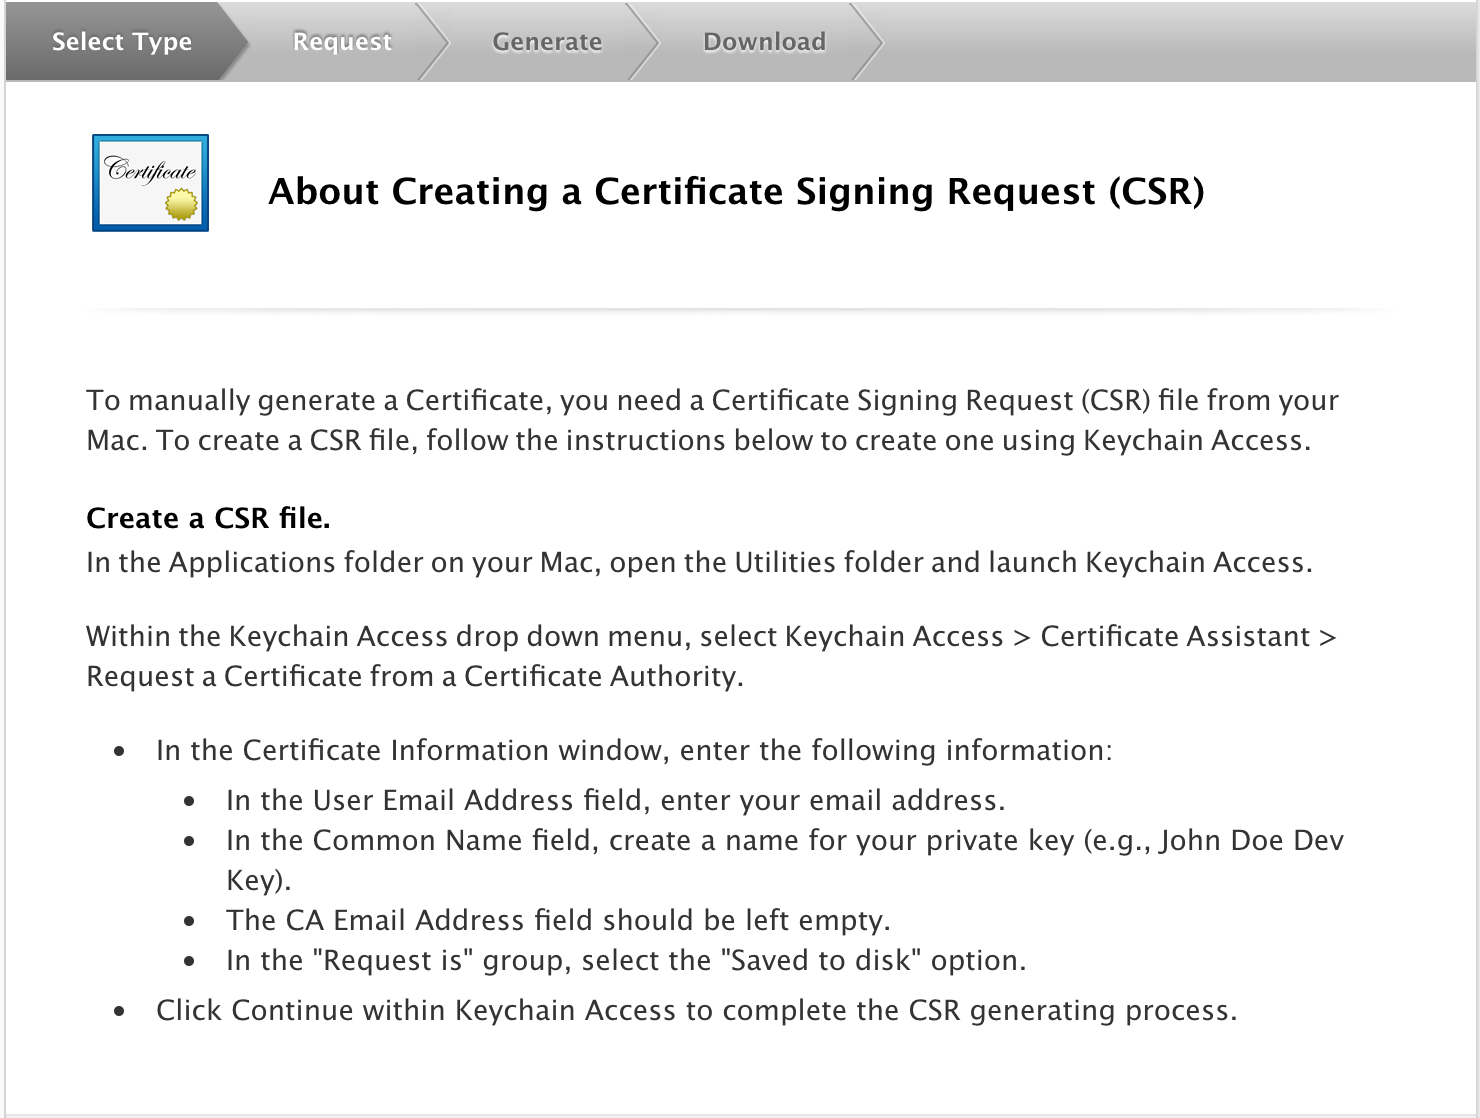 Select Type
Request
Generate
Download
Certificate
About Creating a Certificate Signing Request (CSR)
To manually generate a Certificate, you need a Certificate Signing Request (CSR) file from your
Mac. To create a CSR file, follow the instructions below to create one using Keychain Access.
Create a CSR file.
In the Applications folder on your Mac, open the Utilities folder and launch Keychain Access.
Within the Keychain Access drop down menu, select Keychain Access > Certificate Assistant >
Request a Certificate from a Certificate Authority.
• In the Certificate Information window, enter the following information:
• In the User Email Address field, enter your email address.
• In the Common Name field, create a name for your private key (e.g., John Doe Dev
Key).
• The CA Email Address field should be left empty.
• In the "Request is" group, select the "Saved to disk" option.
• Click Continue within Keychain Access to complete the CSR generating process.